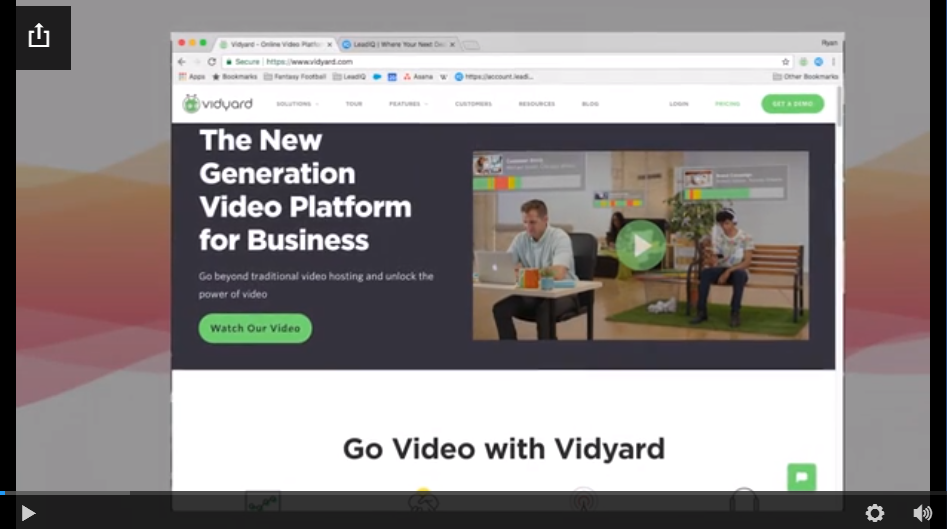 Vidyard - Online Video Platfor
LeadIQ | Where Your Next De
Ryan
Secure
https://www.vidyard.com
Apps
Bookmarks
Fantasy Football
LeadIQ
Asana
https://account.leadi...
Other Bookmarks
vidyard
SOLUTIONS
TOUR
FEATURES
CUSTOMERS
RESOURCES
BLOG
LOGIN
PRICING
GET A DEMO
The New
Generation
Video Platform
for Business
Go beyond traditional video hosting and unlock the
power of video
Watch Our Video
Go Video with Vidyard